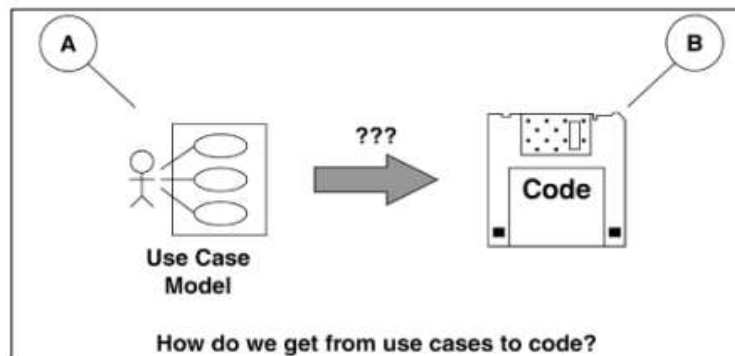 A
B
???
Code
Use Case
Model
How do we get from use cases to code?